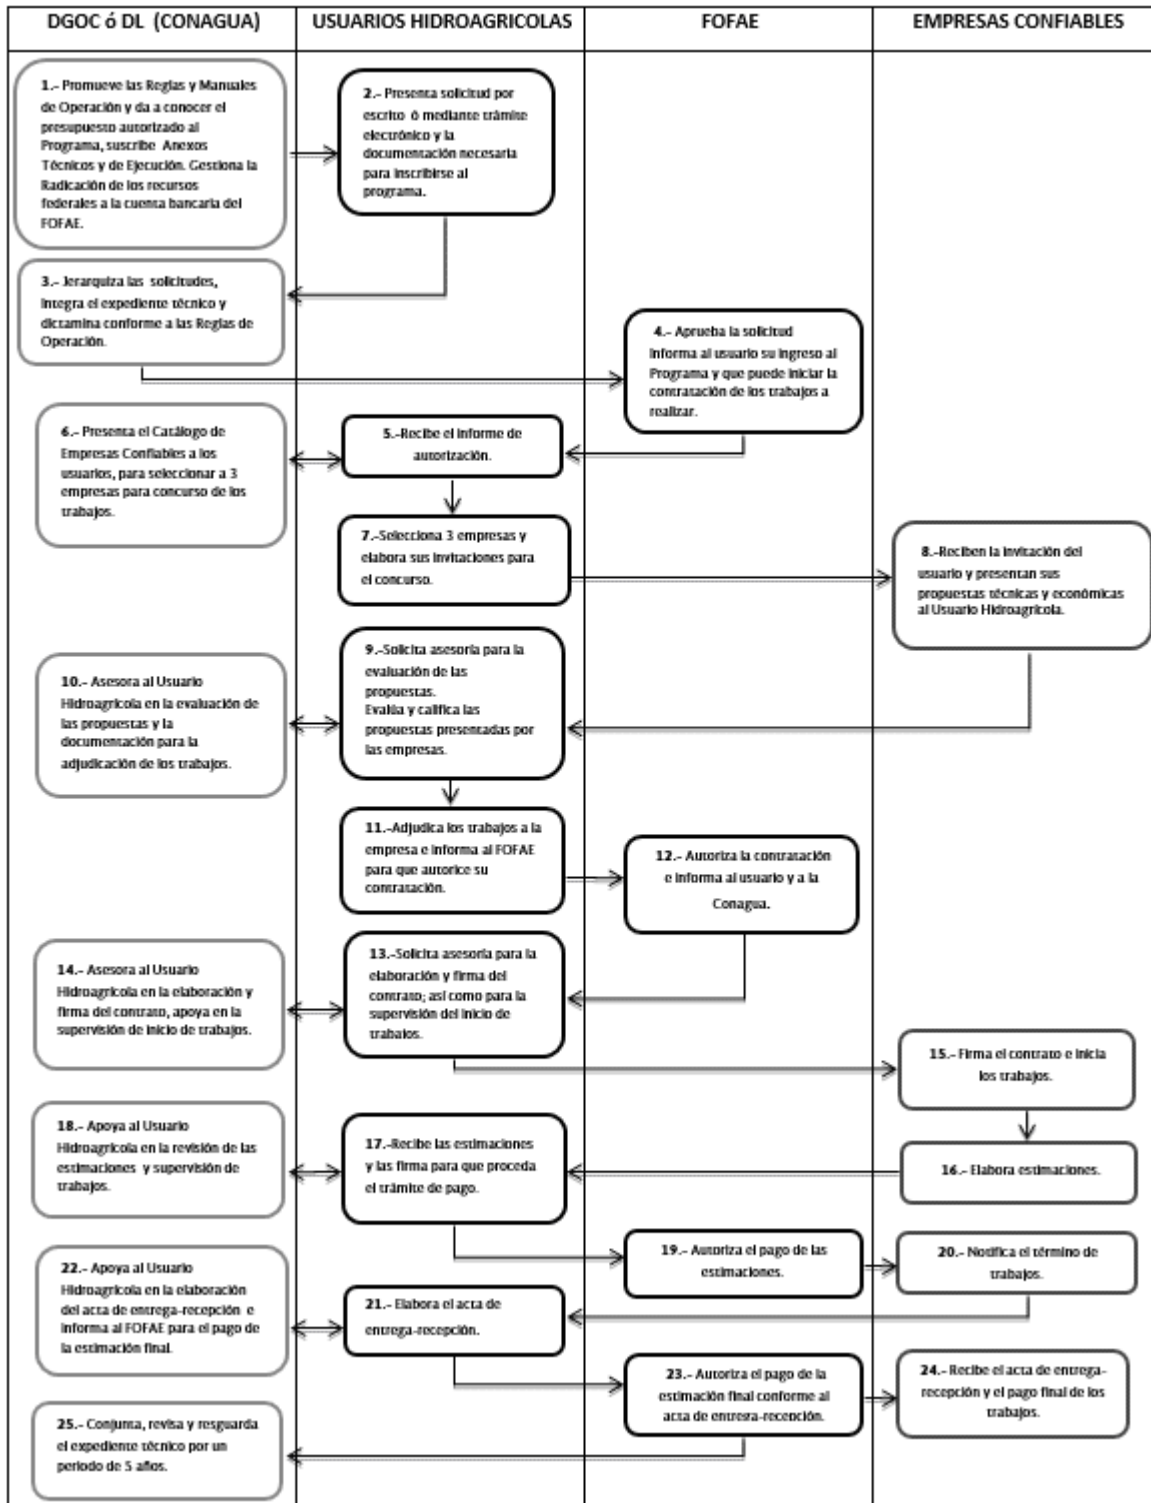 DGOC ó DL (CONAGUA)
USUARIOS HIDROAGRICOLAS
FOFAE
EMPRESAS CONFIABLES
1.- Promueve las Reglas y Manuales
de Operación y da a conocer el
presupuesto autorizado al
Programa, suscribe Anexos
Técnicos y de Ejecución. Gestiona la
Radicación de los recursos
federales a la cuenta bancaria del
FOFAE.
2.- Presenta solicitud por
escrito ó mediante trámite
electrónico y la
documentación necesaria
para inscribirse al
programa.
3.- Jerarquiza las solicitudes,
integra el expediente técnico y
dictamina conforme a las Reglas de
Operación.
4.- Aprueba la solicitud
Informa al usuario su ingreso al
Programa y que puede iniciar la
contratación de los trabajos a
realizar.
5.-Recibe el informe de
autorización.
6.- Presenta el Catálogo de
Empresas Confiables a los
usuarios, para seleccionar a 3
empresas para concurso de los
trabajos.
7.-Selecciona 3 empresas y
elabora sus invitaciones para
el concurso.
8.-Reciben la invitación del
usuario y presentan sus
propuestas técnicas y económicas
al Usuario Hidroagrícola.
9.-Solicita asesoría para la
evaluación de las
propuestas.
Evalúa y califica las
propuestas presentadas por
las empresas.
10.- Asesora al Usuario
Hidroagrícola en la evaluación de
las propuestas y la
documentación para la
adjudicación de los trabajos.
11.-Adjudica los trabajos a la
empresa e informa al FOFAE
para que autorice su
contratación.
12.- Autoriza la contratación
e informa al usuario y a la
Conagua.
13.-Solicita asesoría para la
elaboración y firma del
contrato; así como para la
supervisión del inicio de
trabajos.
14.- Asesora al Usuario
Hidroagrícola en la elaboración y
firma del contrato, apoya en la
supervisión de inicio de trabajos.
15.- Firma el contrato e inicia
los trabajos.
16.- Elabora estimaciones.
17.-Recibe las estimaciones
y las firma para que proceda
el trámite de pago.
18.- Apoya al Usuario
Hidroagrícola en la revisión de las
estimaciones y supervisión de
trabajos.
19.- Autoriza el pago de las
estimaciones.
20.- Notifica el término de
trabajos.
21.- Elabora el acta de
entrega-recepción.
22.- Apoya al Usuario
Hidroagrícola en la elaboración
del acta de entrega-recepción e
informa al FOFAE para el pago de
la estimación final.
23.- Autoriza el pago de la
estimación final conforme al
acta de entrega-recepción.
24.- Recibe el acta de entrega-
recepción y el pago final de los
trabajos.
25.- Conjunta, revisa y resguarda
el expediente técnico por un
periodo de 5 años.